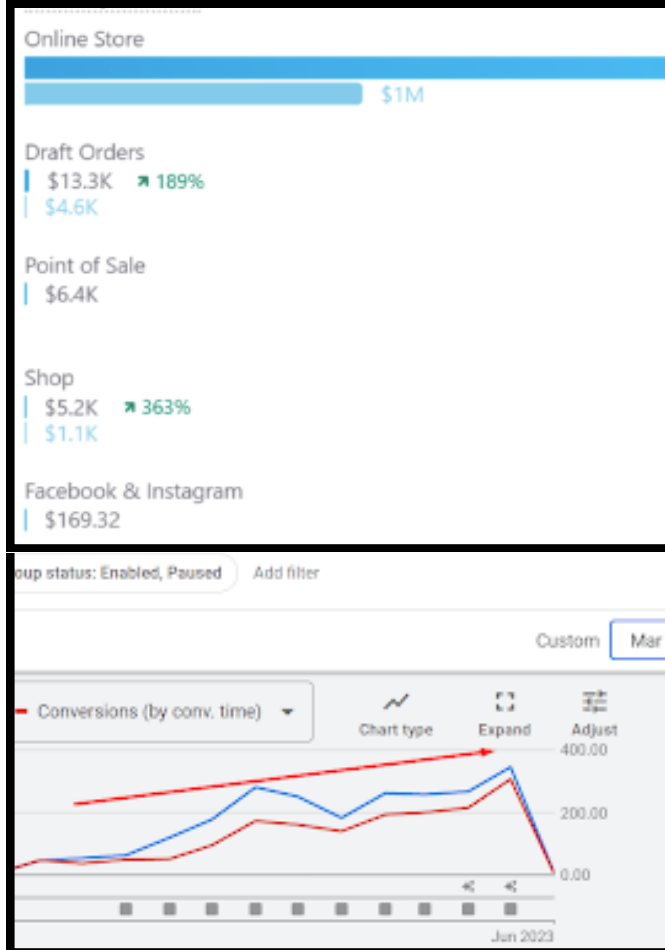 Online Store
$1M
Draft Orders
$13.3K 189%
$4.6K
Point of Sale
$6.4K
Shop
$5.2K 363%
$1.1K
Facebook & Instagram
$169.32
oup status: Enabled, Paused Add filter
Custom Mar
Conversions (by conv. time) Chart type Expand Adjust
400.00
200.00
0.00
Jun 2023